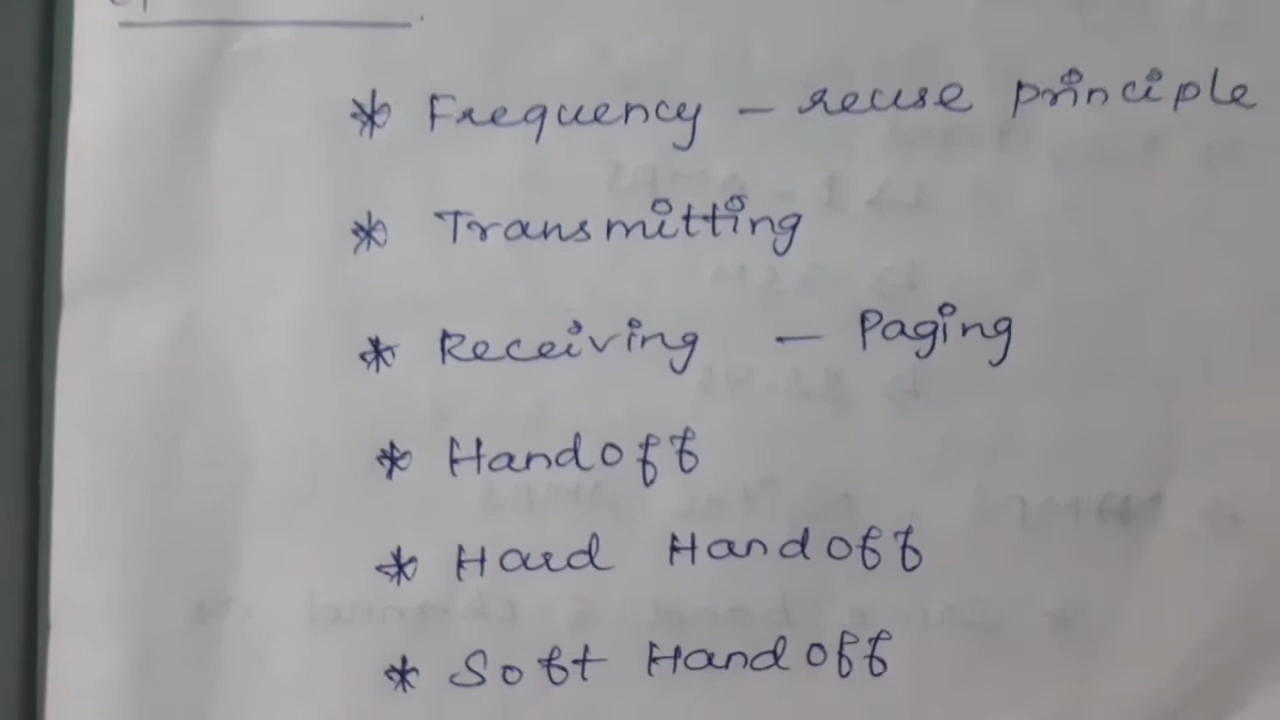 * Frequency - reuse principle
* Transmitting
* Receiving - Paging
* Handoff
* Hard Handoff
* Soft Handoff